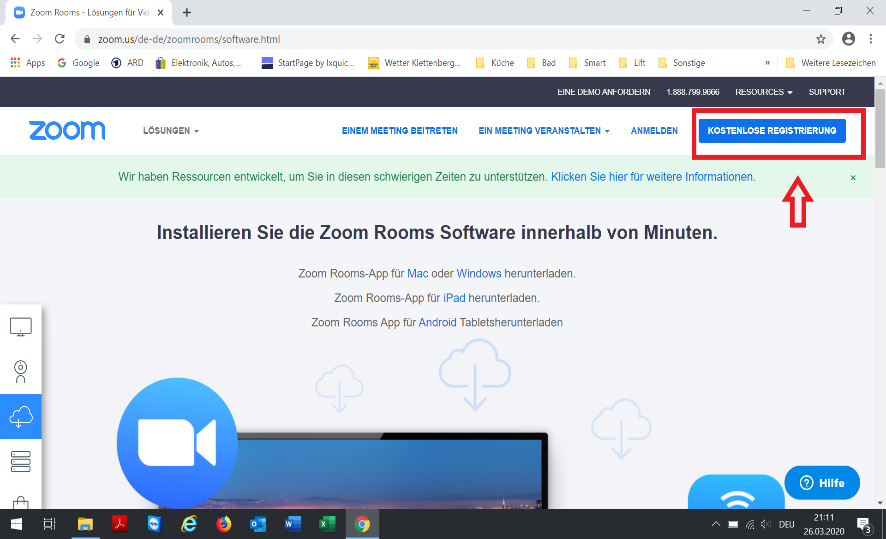 Zoom Rooms - Lösungen für Vid
zoom.us/de-de/zoomrooms/software.html
Apps Google ARD Elektronik, Autos,... StartPage by Ixquic... Wetter Klettenberg... Küche Bad Smart Lift Sonstige » Weitere Lesezeichen
EINE DEMO ANFORDERN 1.888.799.9666 RESOURCES SUPPORT
zoom LÖSUNGEN EINEM MEETING BEITRETEN EIN MEETING VERANSTALTEN ANMELDEN KOSTENLOSE REGISTRIERUNG
Wir haben Ressourcen entwickelt, um Sie in diesen schwierigen Zeiten zu unterstützen. Klicken Sie hier für weitere Informationen. ×
Installieren Sie die Zoom Rooms Software innerhalb von Minuten.
Zoom Rooms-App für Mac oder Windows herunterladen.
Zoom Rooms-App für iPad herunterladen.
Zoom Rooms App für Android Tabletsherunterladen
Hilfe
DEU 21:11
26.03.2020 3